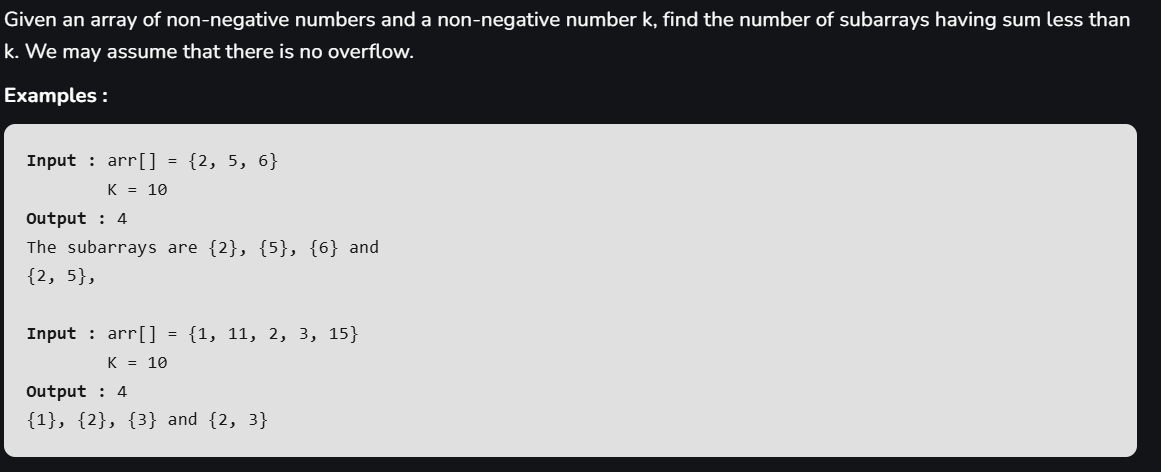 Given an array of non-negative numbers and a non-negative number k, find the number of subarrays having sum less than
k. We may assume that there is no overflow.
Examples :
Input : arr[] = {2, 5, 6}
K = 10
Output : 4
The subarrays are {2}, {5}, {6} and
{2, 5},
Input : arr[] = {1, 11, 2, 3, 15}
K = 10
Output : 4
{1}, {2}, {3} and {2, 3}